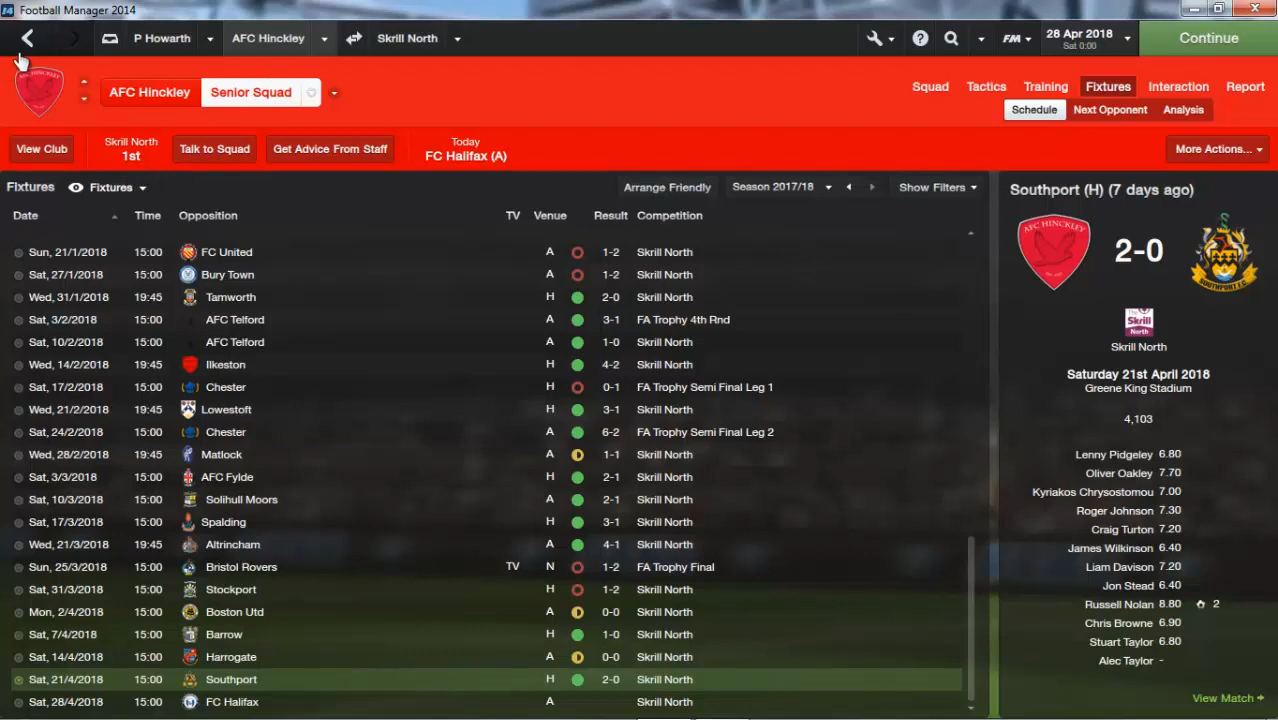 Football Manager 2014
P Howarth AFC Hinckley Skrill North FM 28 Apr 2018 Sat 0:00 Continue
AFC HINCKLEY AFC Hinckley Senior Squad Squad Tactics Training Fixtures Interaction Report
Schedule Next Opponent Analysis
View Club Skrill North 1st Talk to Squad Get Advice From Staff Today FC Halifax (A) More Actions...
Fixtures Fixtures Arrange Friendly Season 2017/18 Show Filters
Date Time Opposition TV Venue Result Competition
Sun, 21/1/2018 15:00 FC United A 1-2 Skrill North
Sat, 27/1/2018 15:00 Bury Town A 1-2 Skrill North
Wed, 31/1/2018 19:45 Tamworth H 2-0 Skrill North
Sat, 3/2/2018 15:00 AFC Telford H 3-1 FA Trophy 4th Rnd
Sat, 10/2/2018 15:00 AFC Telford A 1-0 Skrill North
Wed, 14/2/2018 19:45 Ilkeston H 4-2 Skrill North
Sat, 17/2/2018 15:00 Chester H 0-1 FA Trophy Semi Final Leg 1
Wed, 21/2/2018 19:45 Lowestoft H 3-1 Skrill North
Sat, 24/2/2018 15:00 Chester A 6-2 FA Trophy Semi Final Leg 2
Wed, 28/2/2018 19:45 Matlock A 1-1 Skrill North
Sat, 3/3/2018 15:00 AFC Fylde H 2-1 Skrill North
Sat, 10/3/2018 15:00 Solihull Moors A 2-1 Skrill North
Sat, 17/3/2018 15:00 Spalding H 3-1 Skrill North
Wed, 21/3/2018 19:45 Altrincham A 4-1 Skrill North
Sun, 25/3/2018 15:00 Bristol Rovers TV N 1-2 FA Trophy Final
Sat, 31/3/2018 15:00 Stockport H 1-2 Skrill North
Mon, 2/4/2018 15:00 Boston Utd A 0-0 Skrill North
Sat, 7/4/2018 15:00 Barrow H 1-0 Skrill North
Sat, 14/4/2018 15:00 Harrogate A 0-0 Skrill North
Sat, 21/4/2018 15:00 Southport H 2-0 Skrill North
Sat, 28/4/2018 15:00 FC Halifax A Skrill North
Southport (H) (7 days ago)
AFC HINCKLEY 2-0 SOUTHPORT F.C.
The Skrill North
Skrill North
Saturday 21st April 2018
Greene King Stadium
4,103
Lenny Pidgeley 6.80
Oliver Oakley 7.70
Kyriakos Chrysostomou 7.00
Roger Johnson 7.30
Craig Turton 7.20
James Wilkinson 6.40
Liam Davison 7.20
Jon Stead 6.40
Russell Nolan 8.80 2
Chris Browne 6.90
Stuart Taylor 6.80
Alec Taylor -
View Match